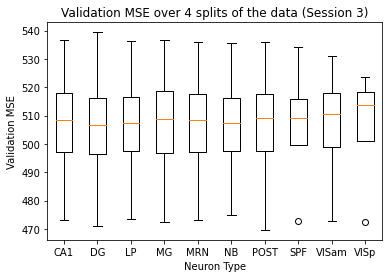 Validation MSE over 4 splits of the data (Session 3)
540
530
520
510
500
490
480
470
Validation MSE
CA1 DG LP MG MRN NB POST SPF VISam VISp
Neuron Type